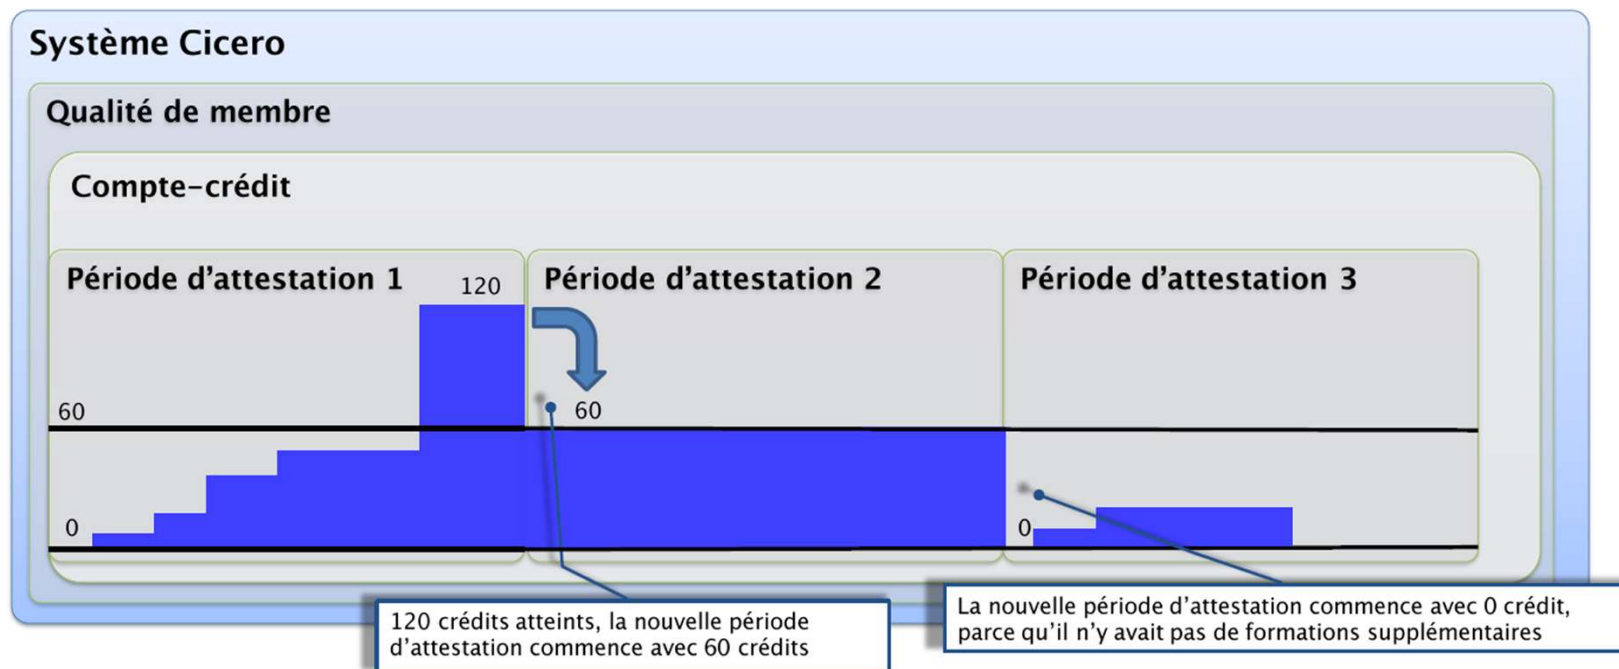 Système Cicero
Qualité de membre
Compte-crédit
Période d'attestation 1
120
Période d'attestation 2
Période d'attestation 3
60
60
0
0
120 crédits atteints, la nouvelle période
d'attestation commence avec 60 crédits
La nouvelle période d'attestation commence avec 0 crédit,
parce qu'il n'y avait pas de formations supplémentaires